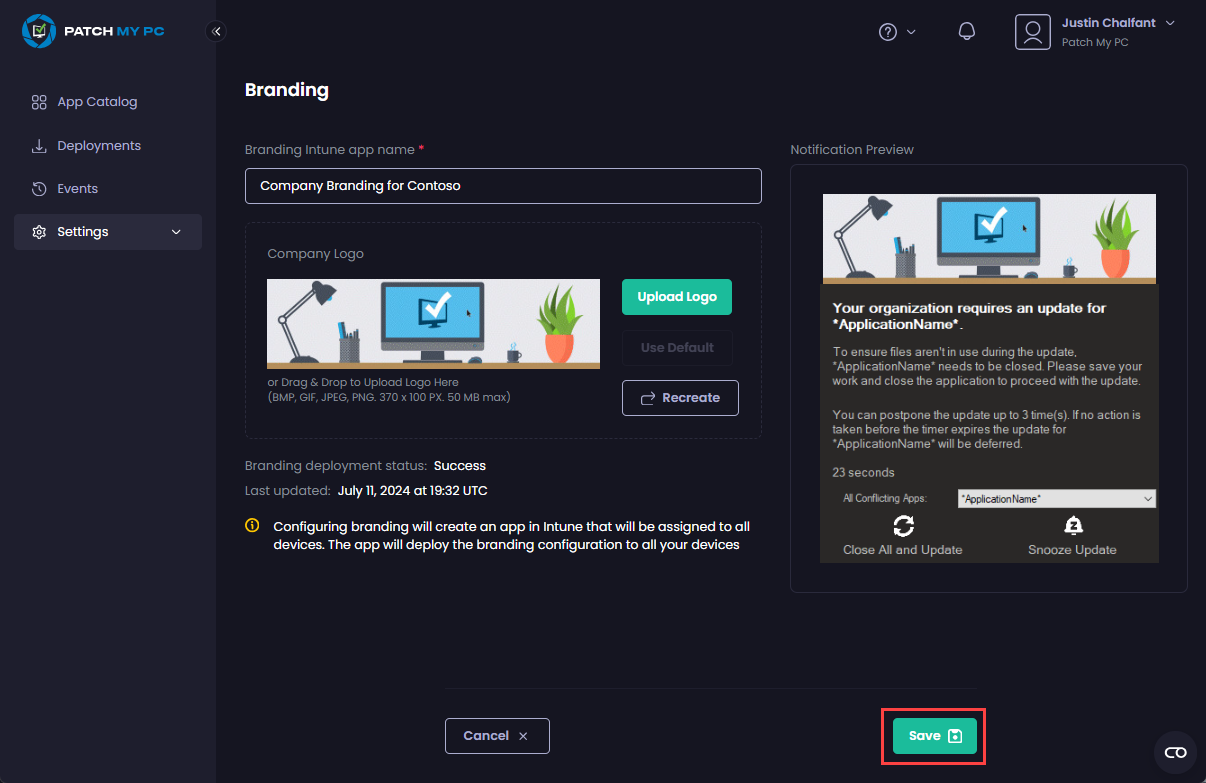 PATCH MY PC
Justin Chalfant
Patch My PC
App Catalog
Deployments
Events
Settings
Branding
Branding Intune app name *
Company Branding for Contoso
Company Logo
Upload Logo
Use Default
or Drag & Drop to Upload Logo Here
(BMP, GIF, JPEG, PNG. 370 x 100 PX. 50 MB max)
Recreate
Branding deployment status: Success
Last updated: July 11, 2024 at 19:32 UTC
Configuring branding will create an app in Intune that will be assigned to all
devices. The app will deploy the branding configuration to all your devices
Notification Preview
Your organization requires an update for
*ApplicationName*.
To ensure files aren't in use during the update,
*ApplicationName* needs to be closed. Please save your
work and close the application to proceed with the update.
You can postpone the update up to 3 time(s). If no action is
taken before the timer expires the update for
*ApplicationName* will be deferred.
23 seconds
All Conflicting Apps: *ApplicationName*
Close All and Update
Snooze Update
Cancel
Save